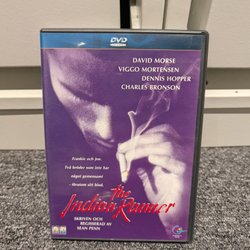 DVD
DAVID MORSE
VIGGO MORTENSEN
DENNIS HOPPER
CHARLES BRONSON
Frankie och Joe.
Två bröder som inte har
något gemensamt
- förutom sitt blod.
The
Indian Runner
SKRIVEN OCH
REGISSERAD AV
SEAN PENN